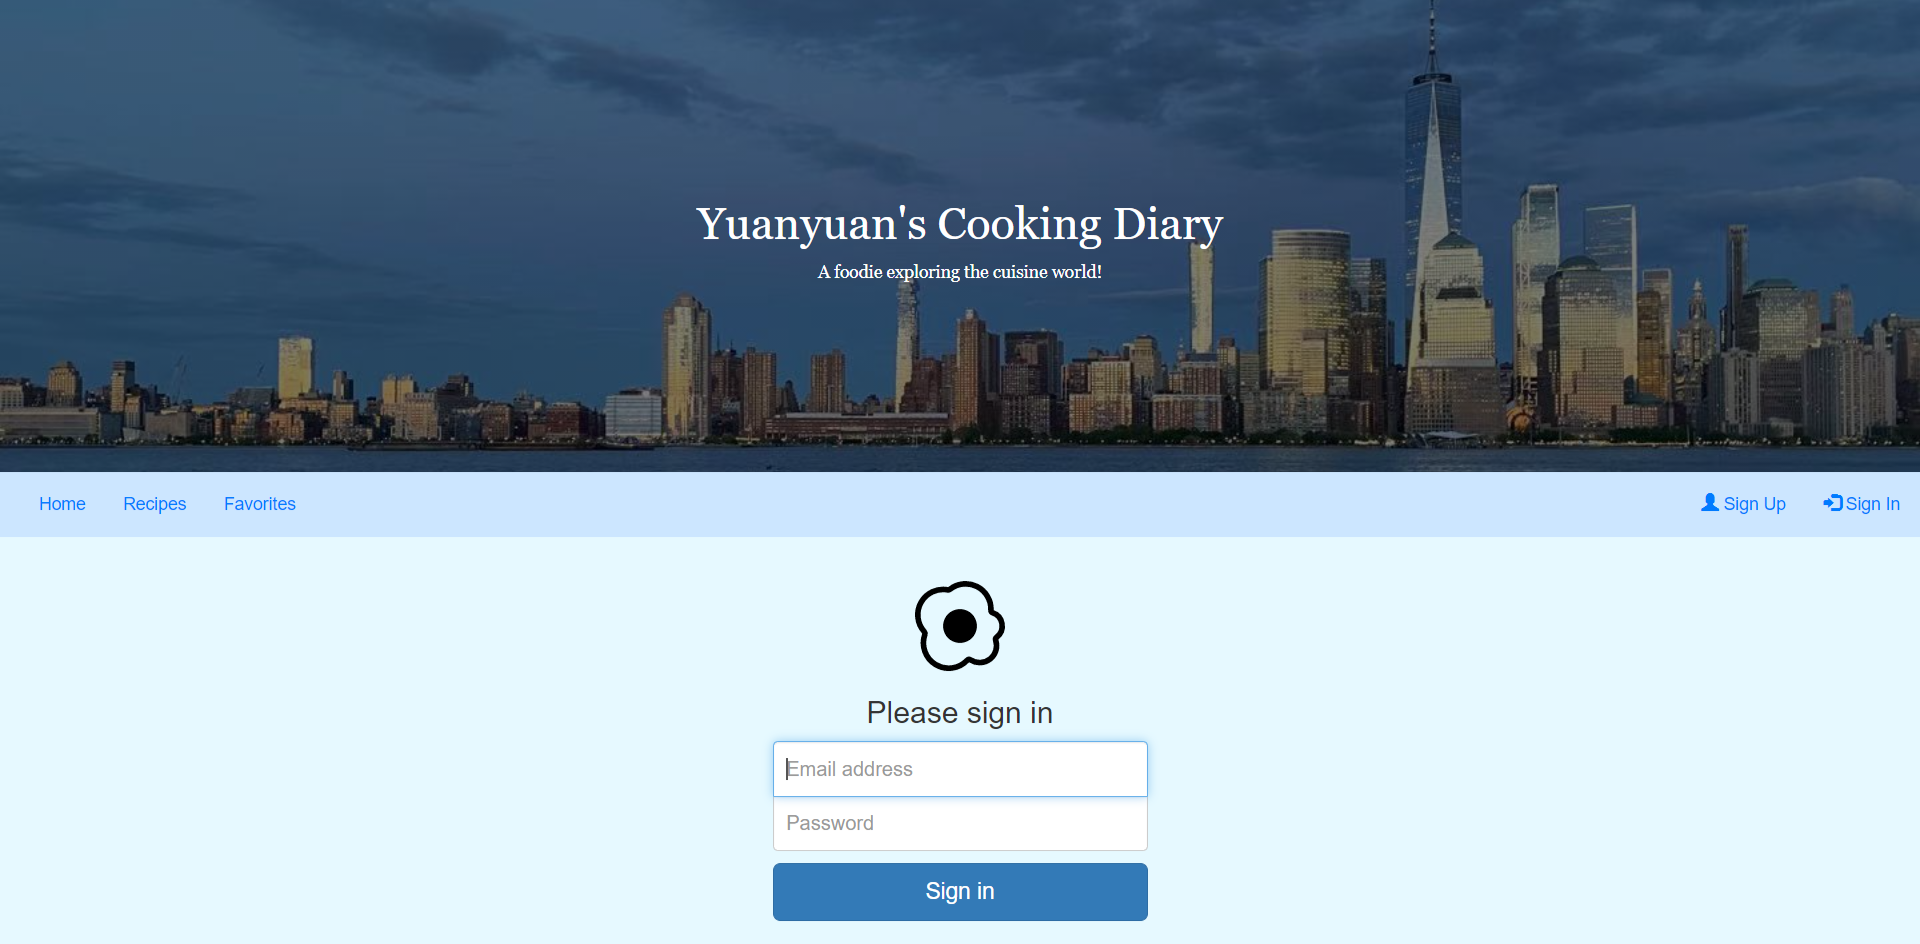 Yuanyuan's Cooking Diary
A foodie exploring the cuisine world!
Home Recipes Favorites Sign Up Sign In
Please sign in
Email address
Password
Sign in